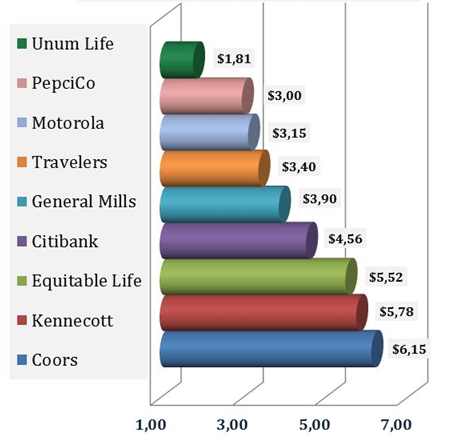 Unum Life
$1,81
PepciCo
$3,00
Motorola
$3,15
Travelers
$3,40
General Mills
$3,90
Citibank
$4,56
Equitable Life
$5,52
Kennecott
$5,78
Coors
$6,15
1,00 3,00 5,00 7,00